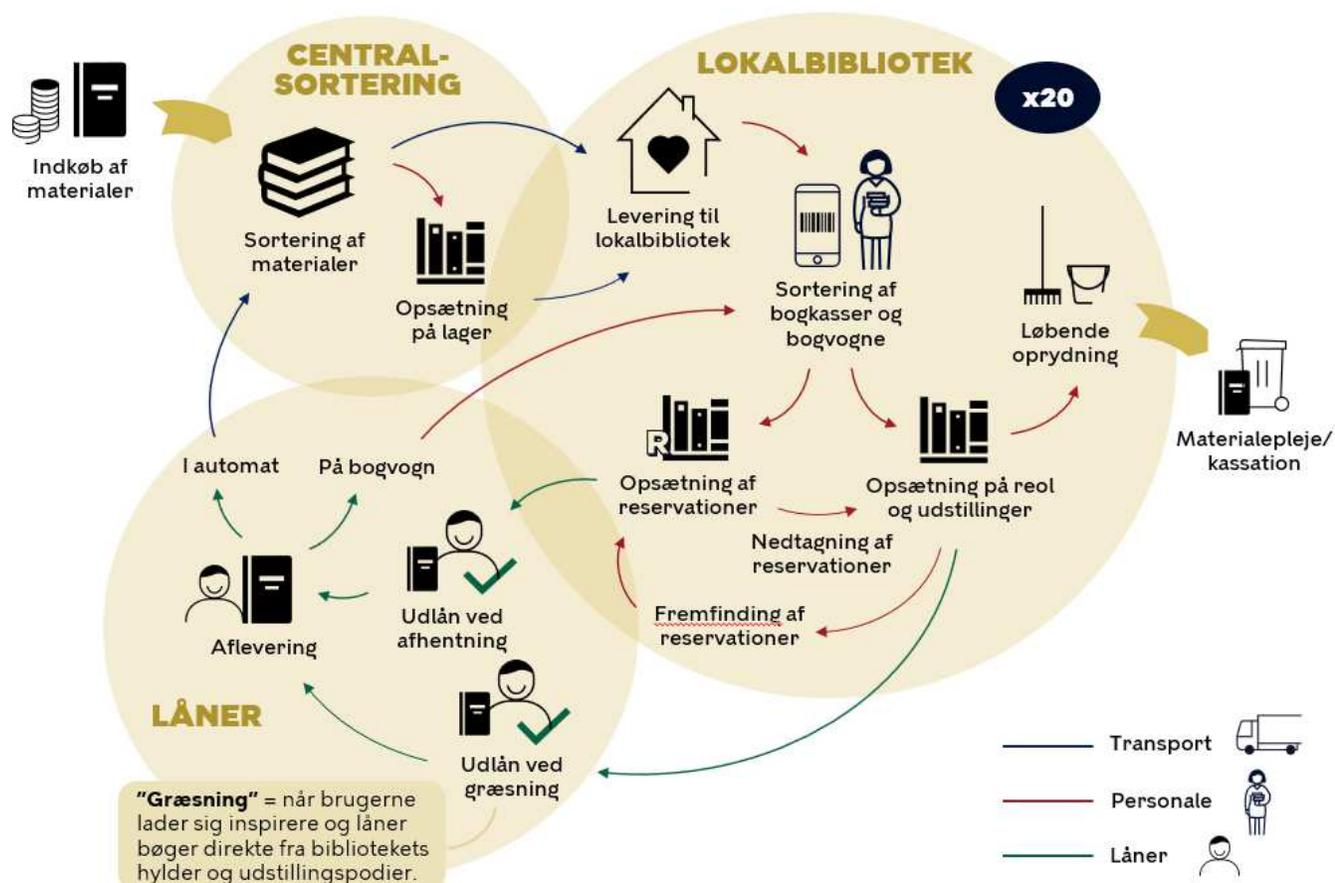 CENTRAL-
SORTERING
LOKALBIBLIOTEK
x20
Indkøb af
materialer
Sortering af
materialer
Opsætning
på lager
Levering til
lokalbibliotek
Sortering af
bogkasser og
bogvogne
Løbende
oprydning
Materialepleje/
kassation
I automat
På bogvogn
Opsætning af
reservationer
Opsætning på reol
og udstillinger
Nedtagning af
reservationer
Fremfinding af
reservationer
Udlån ved
afhentning
Aflevering
LÅNER
Udlån ved
græsning
"Græsning" = når brugerne
lader sig inspirere og låner
bøger direkte fra bibliotekets
hylder og udstillingspodier.
Transport
Personale
Låner
R